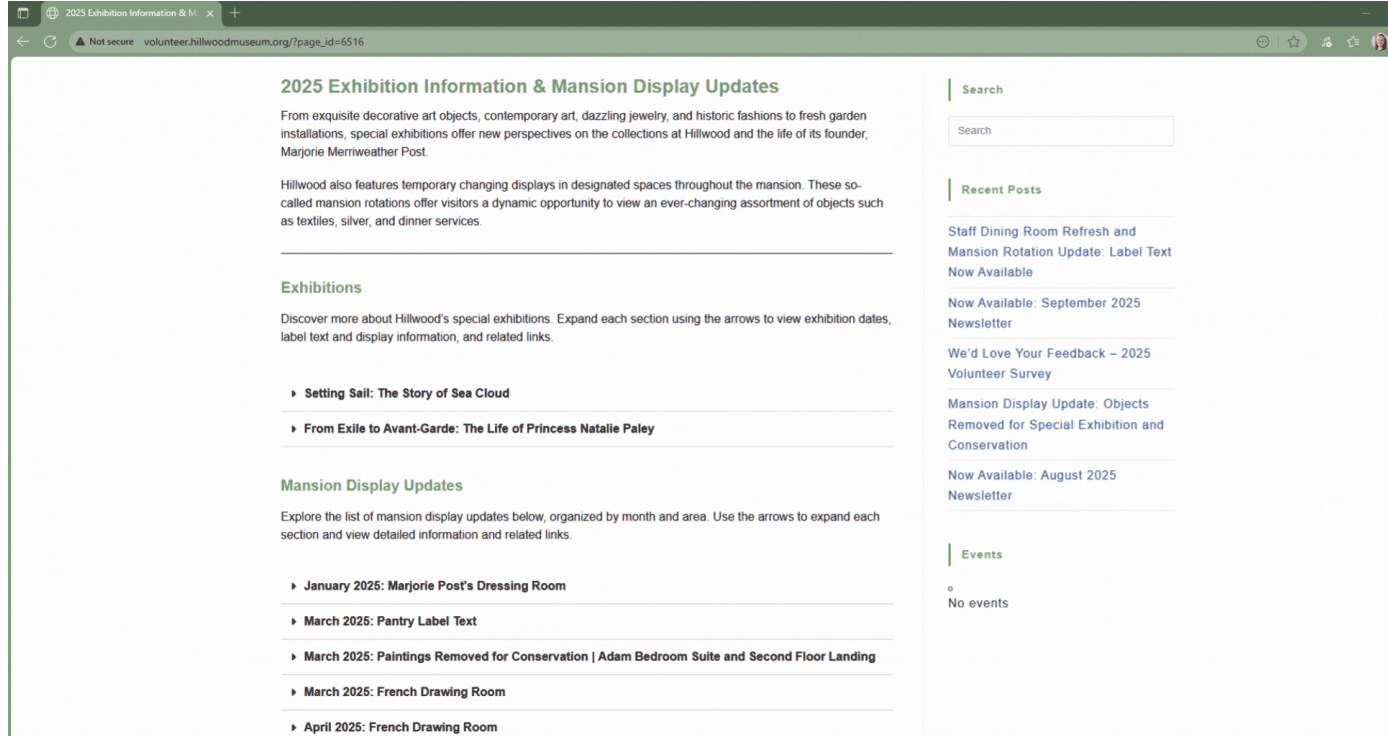 2025 Exhibition Information & M
Not secure volunteer.hillwoodmuseum.org/?page_id=6516
2025 Exhibition Information & Mansion Display Updates
From exquisite decorative art objects, contemporary art, dazzling jewelry, and historic fashions to fresh garden
installations, special exhibitions offer new perspectives on the collections at Hillwood and the life of its founder,
Marjorie Merriweather Post.
Hillwood also features temporary changing displays in designated spaces throughout the mansion. These so-
called mansion rotations offer visitors a dynamic opportunity to view an ever-changing assortment of objects such
as textiles, silver, and dinner services.
Exhibitions
Discover more about Hillwood's special exhibitions. Expand each section using the arrows to view exhibition dates,
label text and display information, and related links.
Setting Sail: The Story of Sea Cloud
From Exile to Avant-Garde: The Life of Princess Natalie Paley
Mansion Display Updates
Explore the list of mansion display updates below, organized by month and area. Use the arrows to expand each
section and view detailed information and related links.
January 2025: Marjorie Post's Dressing Room
March 2025: Pantry Label Text
March 2025: Paintings Removed for Conservation | Adam Bedroom Suite and Second Floor Landing
March 2025: French Drawing Room
April 2025: French Drawing Room
Search
Search
Recent Posts
Staff Dining Room Refresh and
Mansion Rotation Update: Label Text
Now Available
Now Available: September 2025
Newsletter
We'd Love Your Feedback – 2025
Volunteer Survey
Mansion Display Update: Objects
Removed for Special Exhibition and
Conservation
Now Available: August 2025
Newsletter
Events
No events